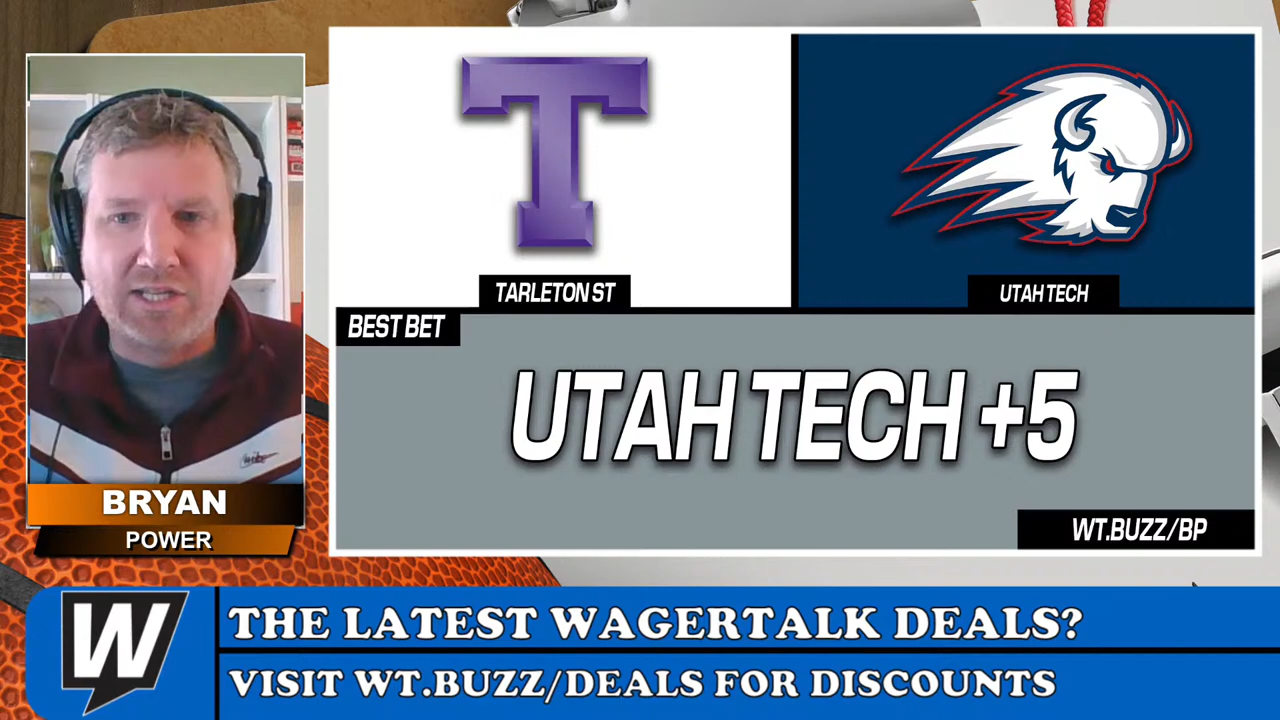 T
TARLETON ST
UTAH TECH
BEST BET
UTAH TECH +5
WT.BUZZ/BP
BRYAN
POWER
W
THE LATEST WAGERTALK DEALS?
VISIT WT.BUZZ/DEALS FOR DISCOUNTS